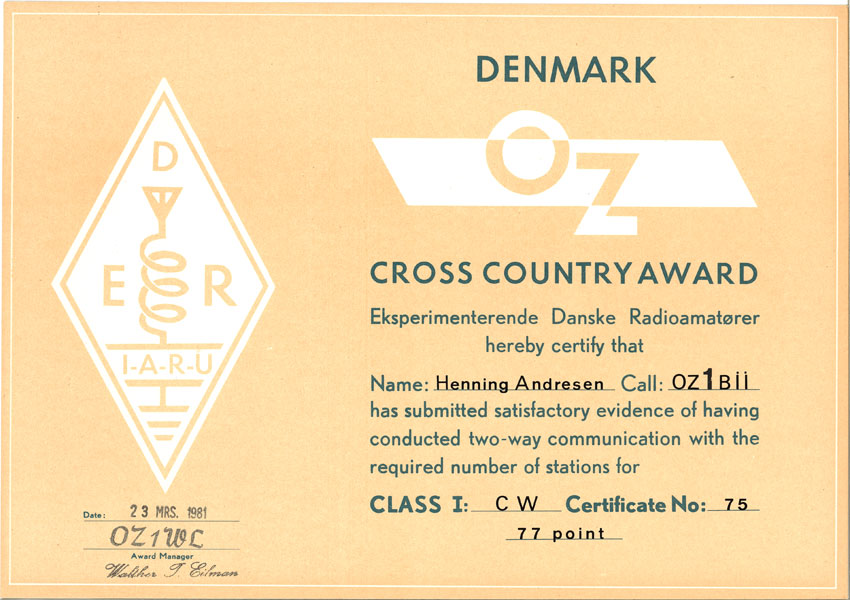 DENMARK
OZ
CROSS COUNTRY AWARD
Eksperimenterende Danske Radioamatører
hereby certify that
Name: Henning Andresen Call: OZ1BII
has submitted satisfactory evidence of having
conducted two-way communication with the
required number of stations for
CLASS I: CW Certificate No: 75
77 point
D
E R
I-A-R-U
Date: 23 MRS. 1981
OZ1WL
Award Manager
Walther J. Eilman